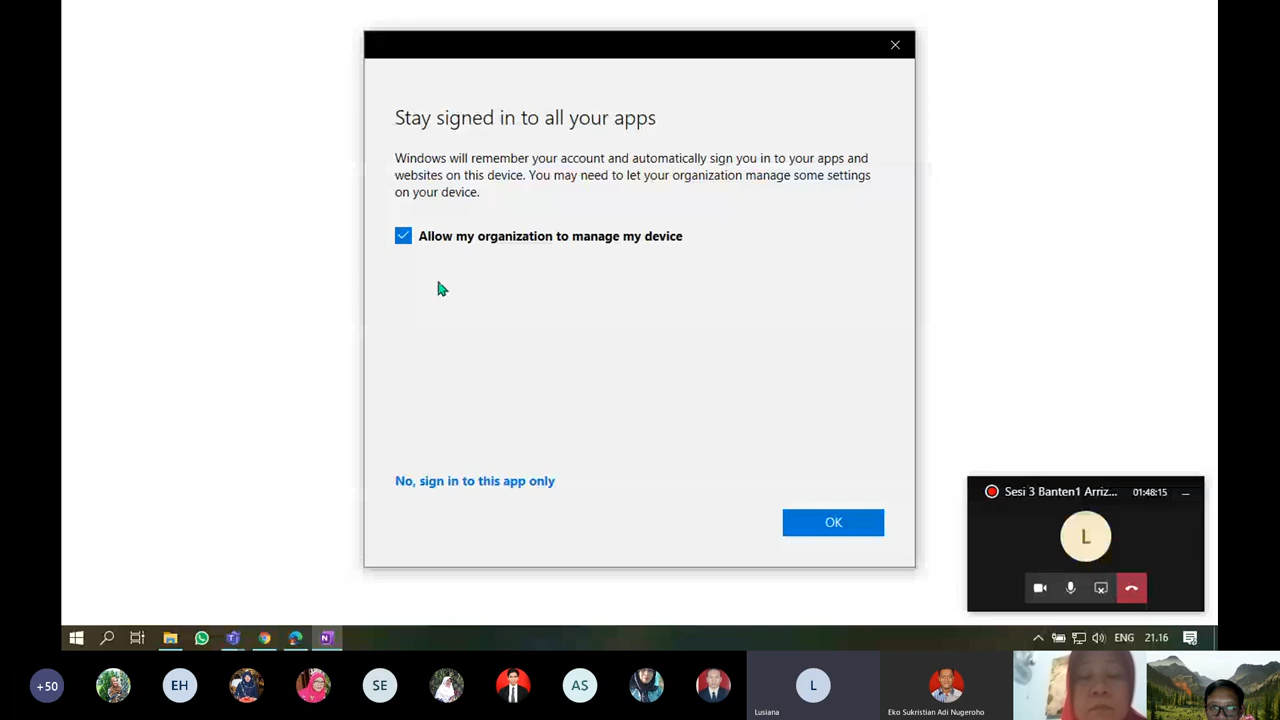 Stay signed in to all your apps
Windows will remember your account and automatically sign you in to your apps and
websites on this device. You may need to let your organization manage some settings
on your device.
Allow my organization to manage my device
No, sign in to this app only
OK
Sesi 3 Banten1 Arriz... 01:48:15
L
ENG 21.16
+50 EH SE AS L
Lusiana Eko Sukristian Adi Nugeroho